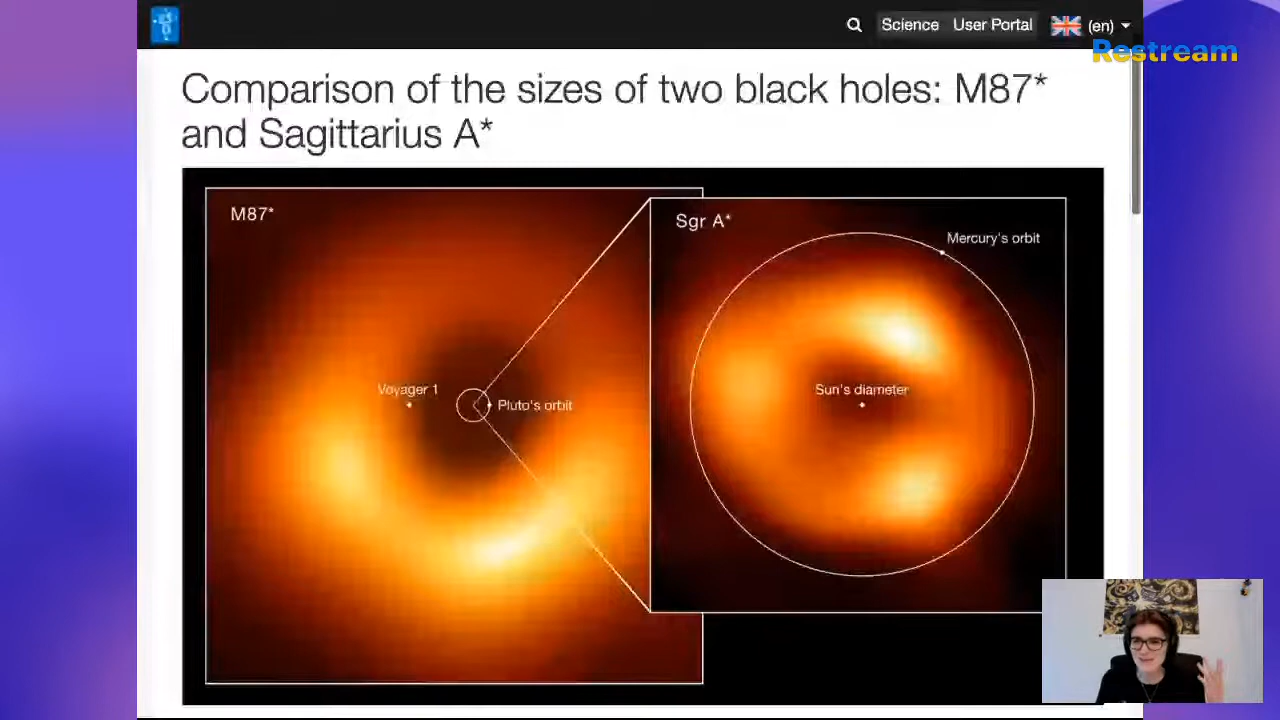 Science User Portal (en)
Restream
Comparison of the sizes of two black holes: M87*
and Sagittarius A*
M87*
Sgr A*
Mercury's orbit
Voyager 1
Pluto's orbit
Sun's diameter